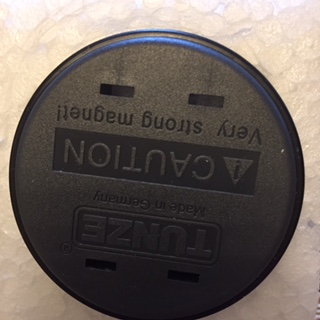 TUNZE®
Made in Germany
CAUTION
Very strong magnet!